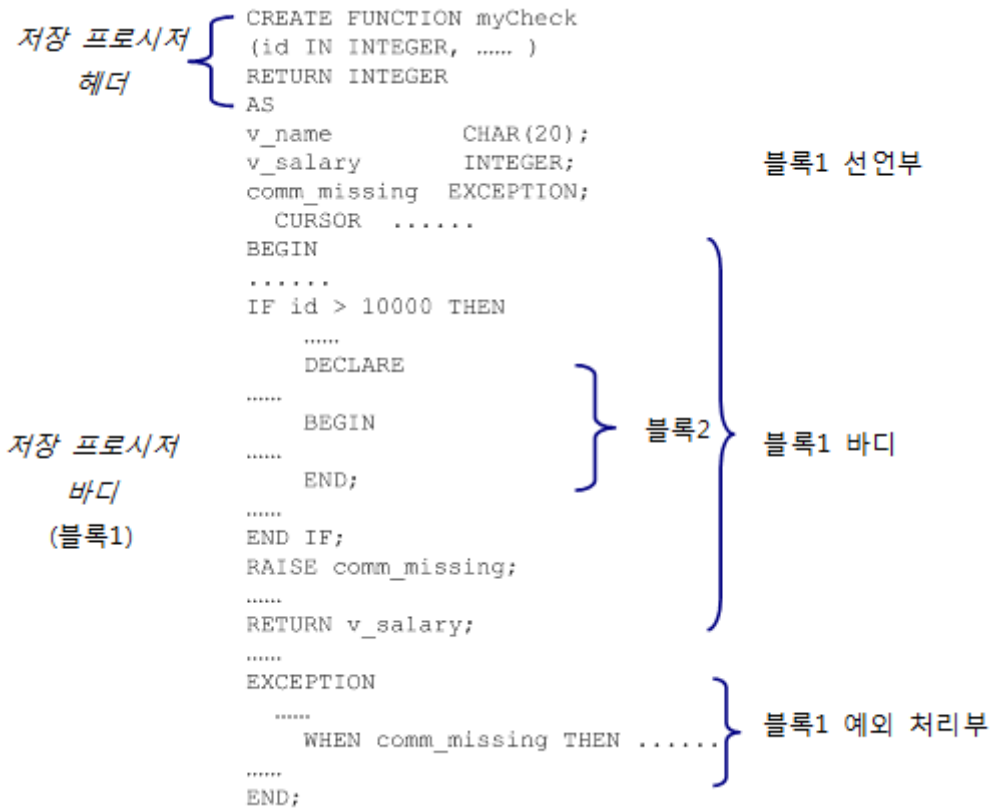 저장 프로시저
헤더
CREATE FUNCTION myCheck
(id IN INTEGER, …… )
RETURN INTEGER
AS
v_name CHAR(20);
v_salary INTEGER;
comm_missing EXCEPTION;
CURSOR ......
블록1 선언부
BEGIN
......
IF id > 10000 THEN
……
DECLARE
……
BEGIN
……
END;
블록2
블록1 바디
저장 프로시저
바디
(블록1)
……
END IF;
RAISE comm_missing;
……
RETURN v_salary;
……
EXCEPTION
……
WHEN comm_missing THEN ......
블록1 예외 처리부
……
END;